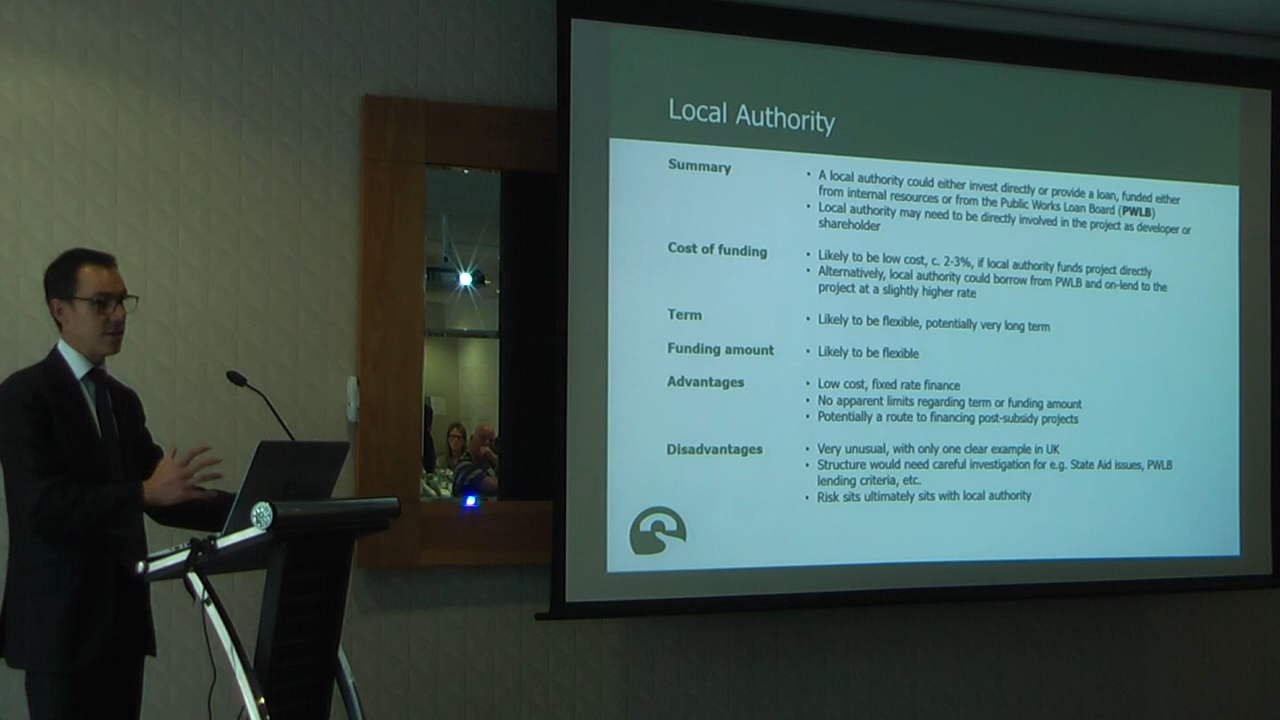 Local Authority
Summary
• A local authority could either invest directly or provide a loan, funded either
from internal resources or from the Public Works Loan Board (PWLB)
• Local authority may need to be directly involved in the project as developer or
shareholder
Cost of funding
• Likely to be low cost, c. 2-3%, if local authority funds project directly
• Alternatively, local authority could borrow from PWLB and on-lend to the
project at a slightly higher rate
Term
• Likely to be flexible, potentially very long term
Funding amount
• Likely to be flexible
Advantages
• Low cost, fixed rate finance
• No apparent limits regarding term or funding amount
• Potentially a route to financing post-subsidy projects
Disadvantages
• Very unusual, with only one clear example in UK
• Structure would need careful investigation for e.g. State Aid issues, PWLB
lending criteria, etc.
• Risk sits ultimately sits with local authority